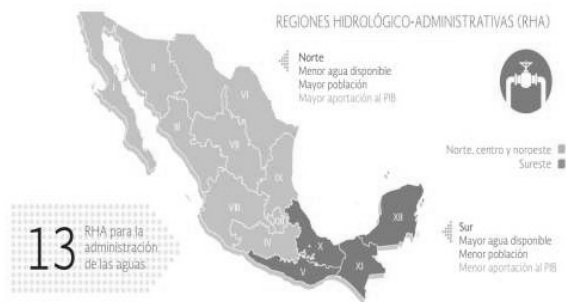 REGIONES HIDROLÓGICO-ADMINISTRATIVAS (RHA)
Norte
Menor agua disponible
Mayor población
Mayor aportación al PIB
Norte, centro y noroeste
Sureste
I
II
III
VI
VII
IX
VIII
IV
X
V
XI
XII
13
RHA para la
administración
de las aguas
Sur
Mayor agua disponible
Menor población
Menor aportación al PIB